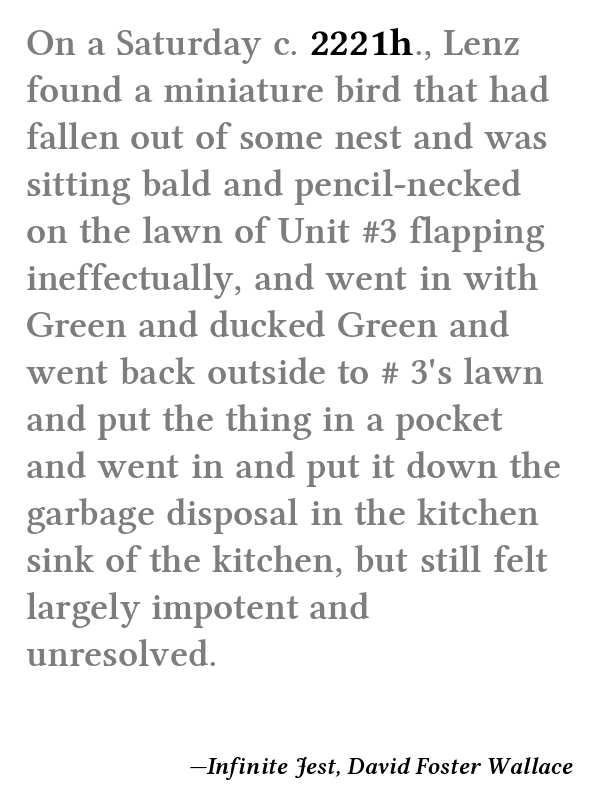 On a Saturday c. 2221h., Lenz
found a miniature bird that had
fallen out of some nest and was
sitting bald and pencil-necked
on the lawn of Unit #3 flapping
ineffectually, and went in with
Green and ducked Green and
went back outside to # 3's lawn
and put the thing in a pocket
and went in and put it down the
garbage disposal in the kitchen
sink of the kitchen, but still felt
largely impotent and
unresolved.
—Infinite Jest, David Foster Wallace